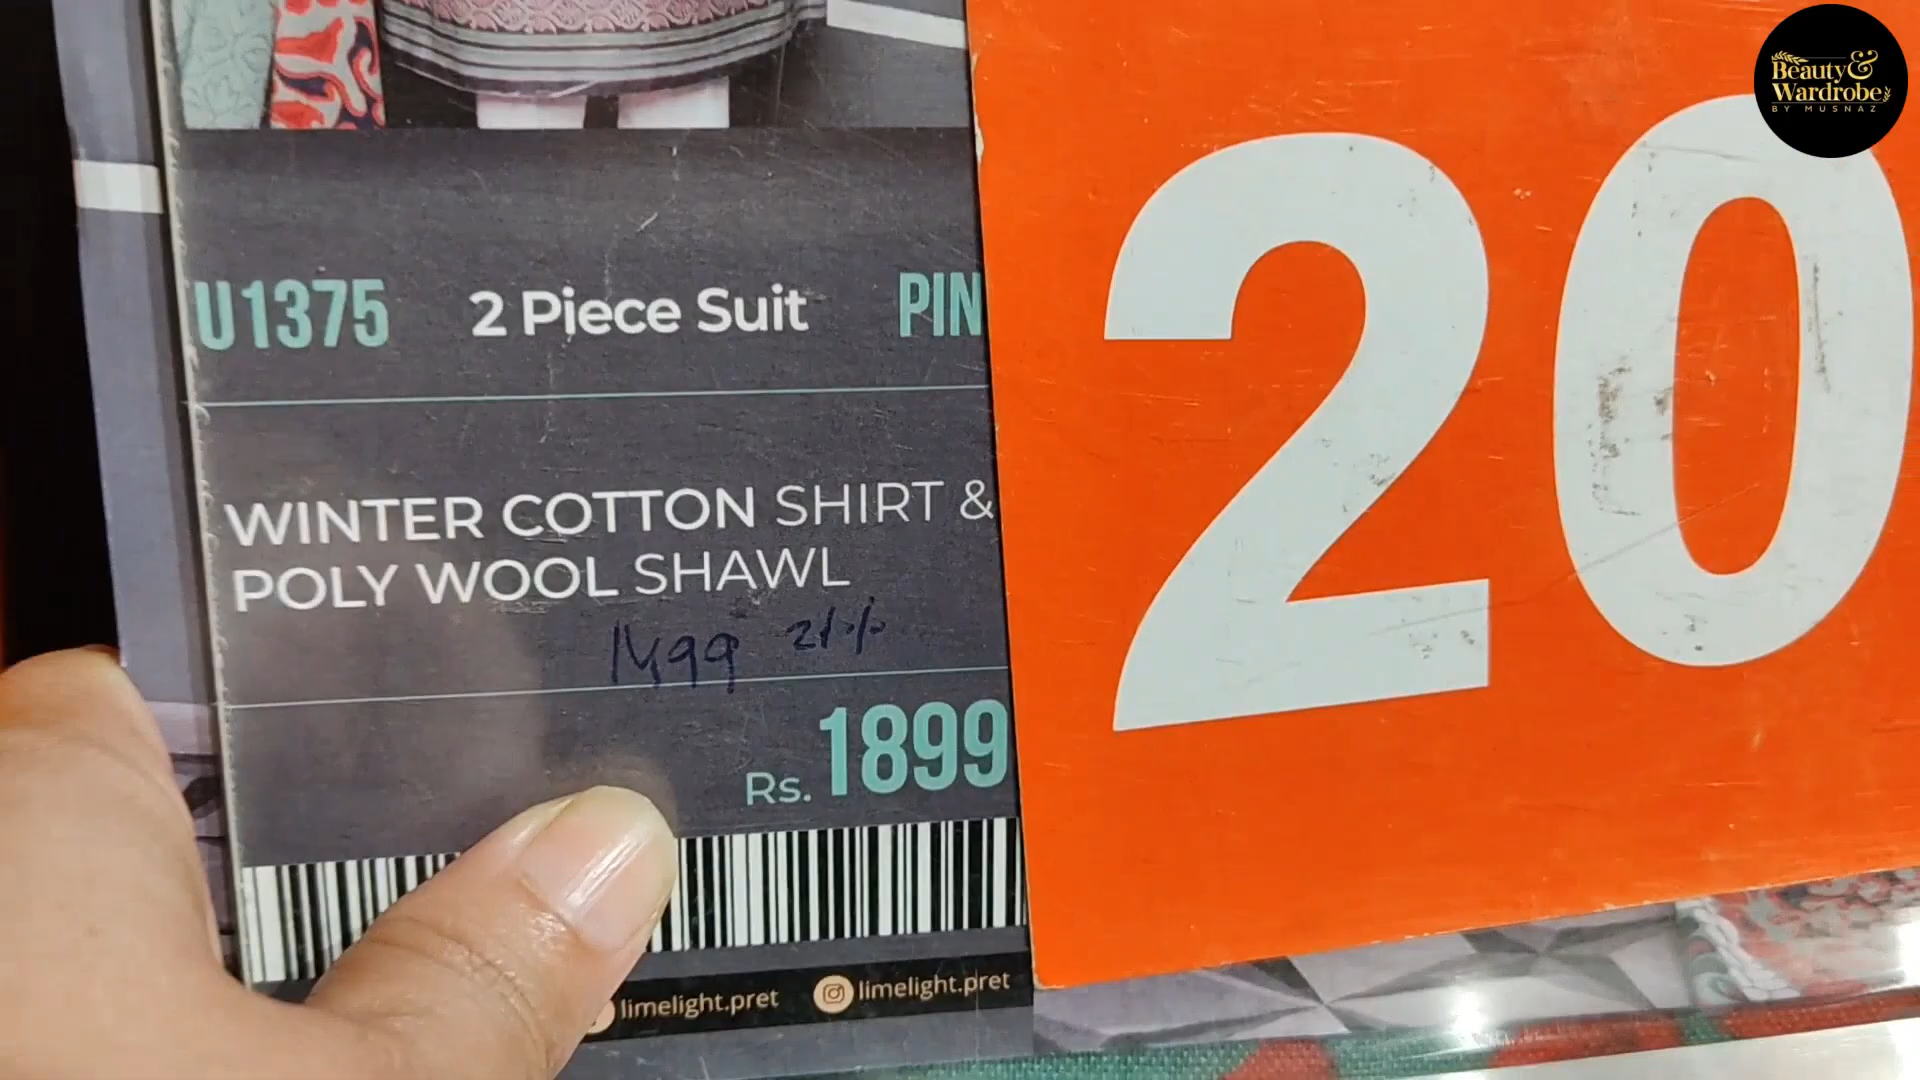 Beauty &
Wardrobe
BY MUSNAZ
U1375 2 Piece Suit PIN
20
WINTER COTTON SHIRT &
POLY WOOL SHAWL
1499 21%
Rs. 1899
limelight.pret limelight.pret